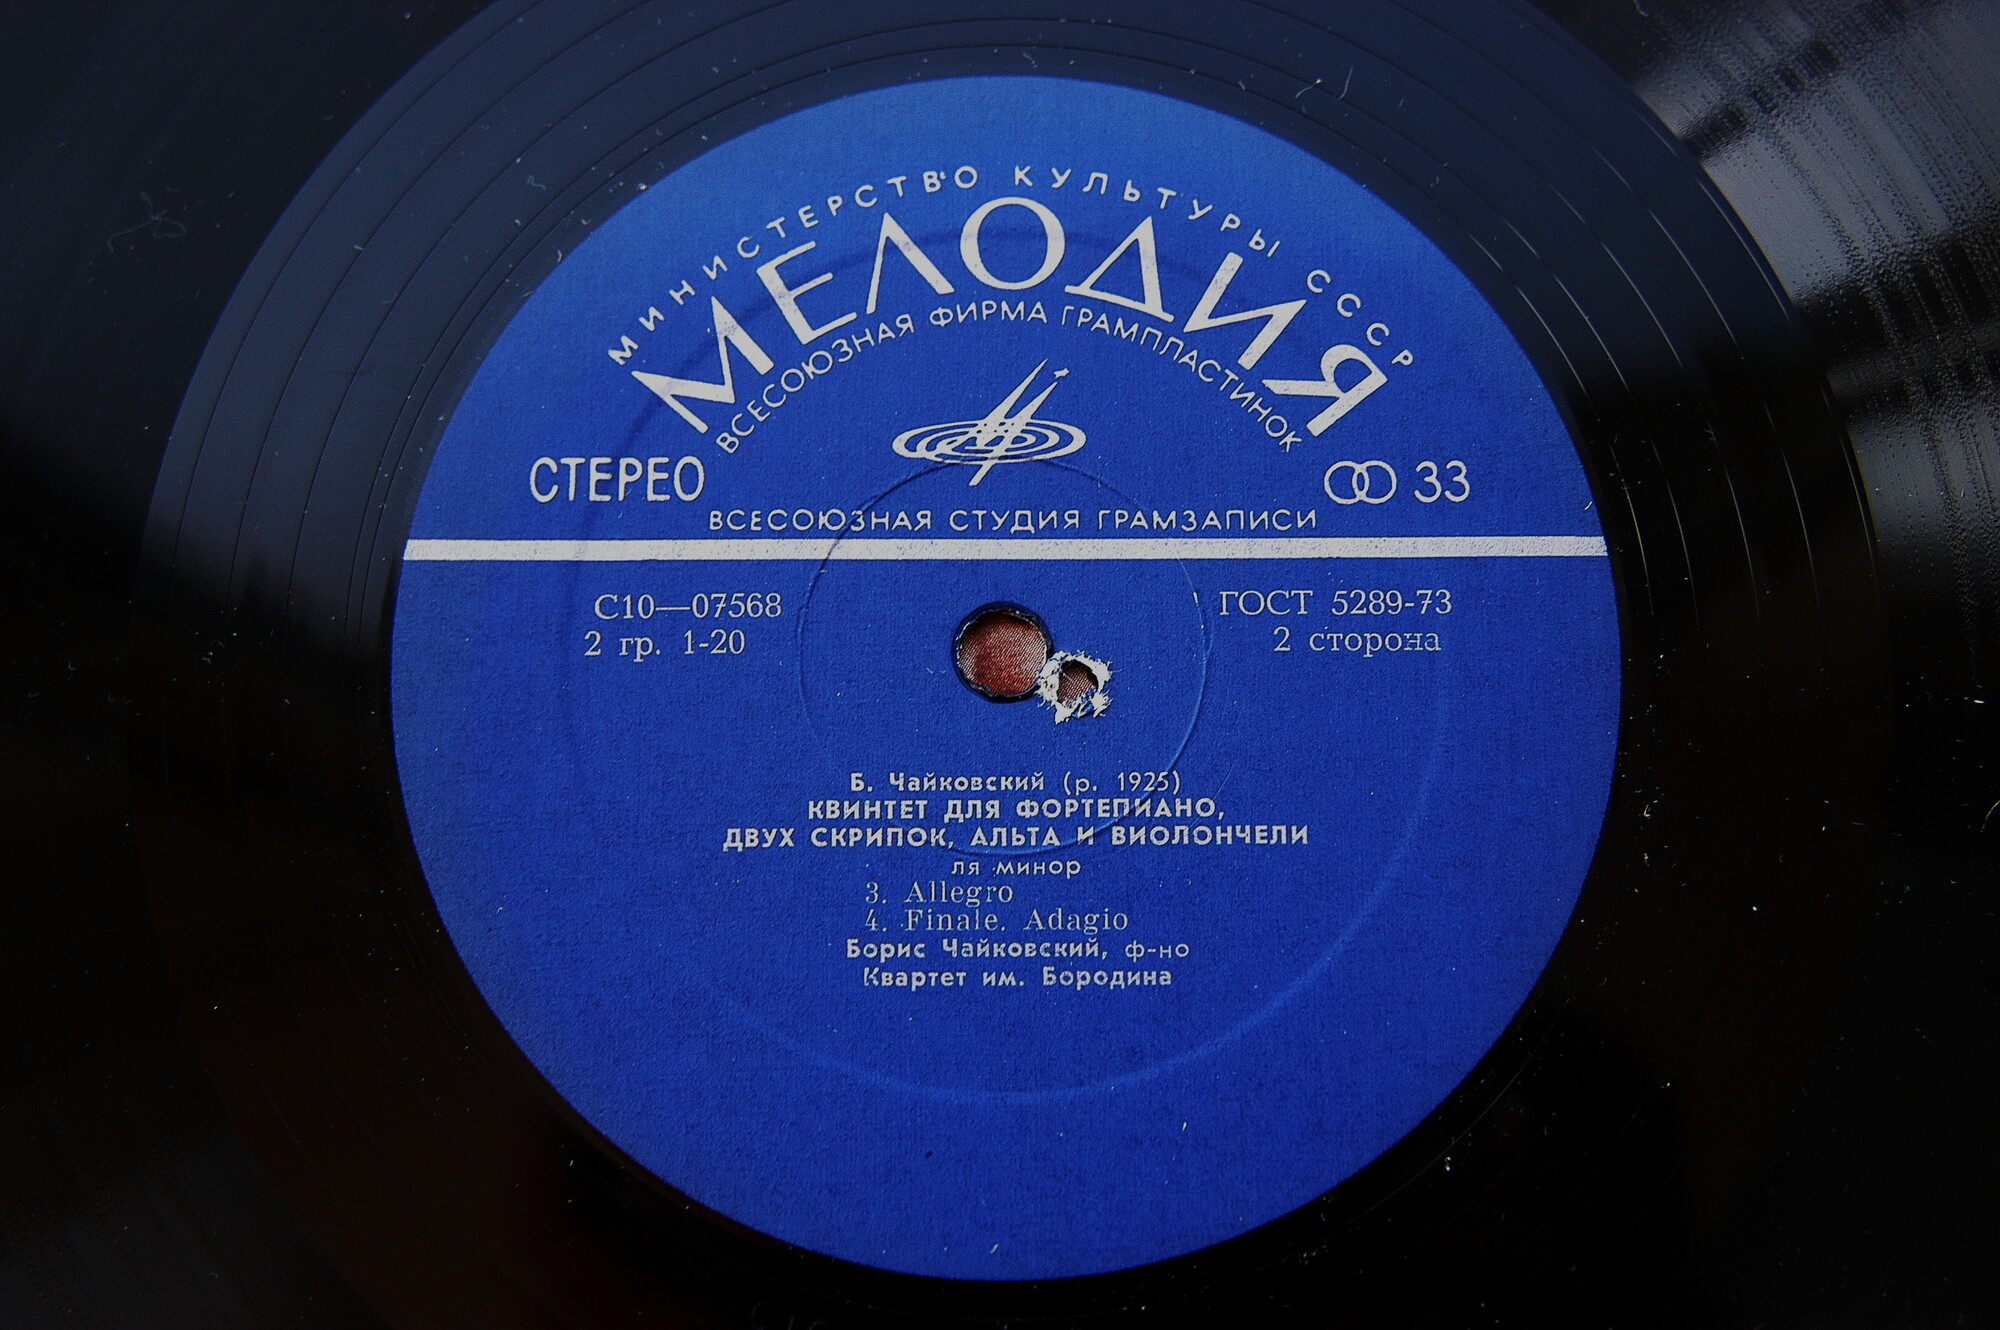 МИНИСТЕРСТВО КУЛЬТУРЫ СССР
МЕЛОДИЯ
ВСЕСОЮЗНАЯ ФИРМА ГРАМПЛАСТИНОК
СТЕРЕО 33
ВСЕСОЮЗНАЯ СТУДИЯ ГРАМЗАПИСИ
С10—07568 ГОСТ 5289-73
2 гр. 1-20 2 сторона
Б. Чайковский (р. 1925)
КВИНТЕТ ДЛЯ ФОРТЕПИАНО,
ДВУХ СКРИПОК, АЛЬТА И ВИОЛОНЧЕЛИ
ля минор
3. Allegro
4. Finale. Adagio
Борис Чайковский, ф-но
Квартет им. Бородина